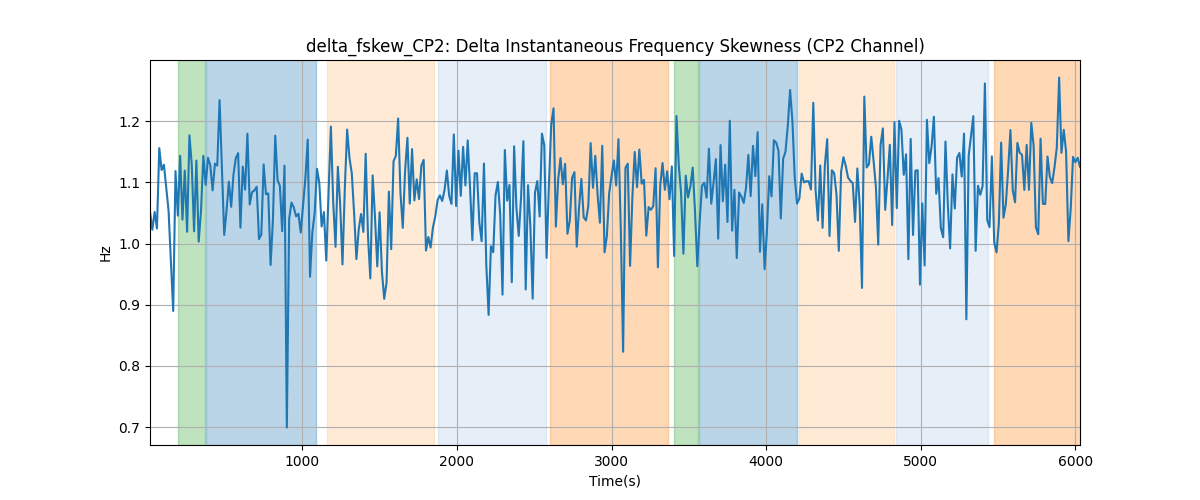 delta_fskew_CP2: Delta Instantaneous Frequency Skewness (CP2 Channel)
1.2
1.1
1.0
0.9
0.8
0.7
Hz
1000 2000 3000 4000 5000 6000
Time(s)